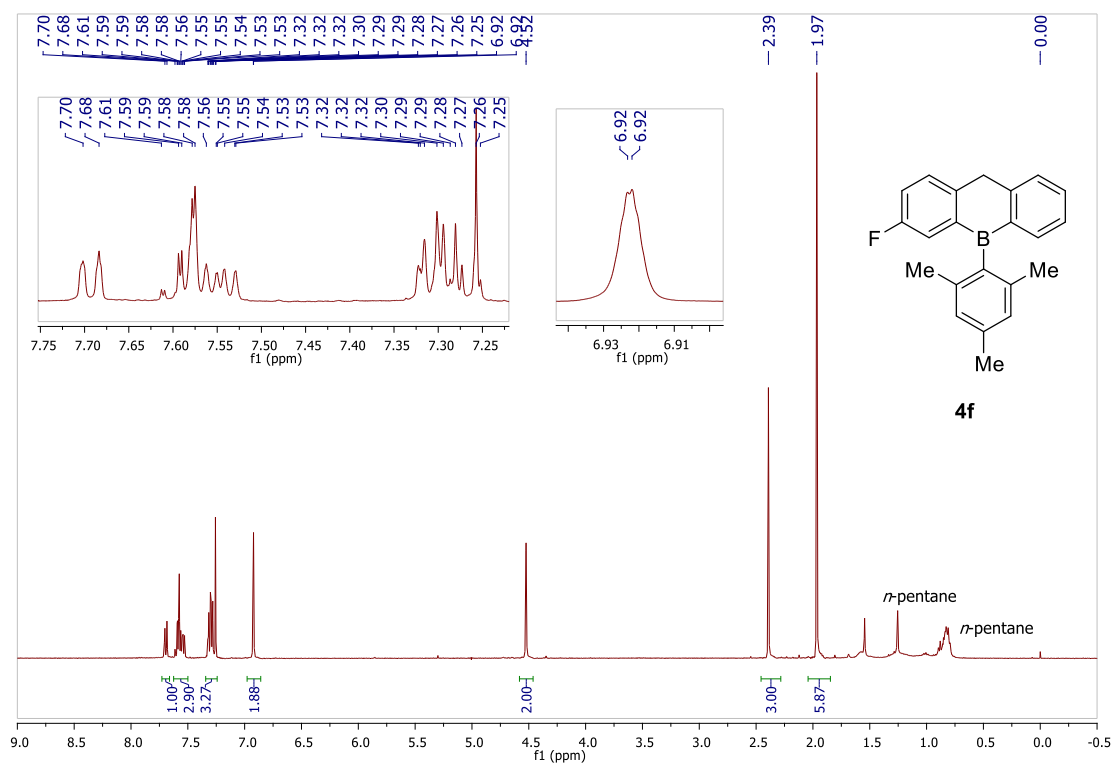 7.70 7.68 7.61 7.59 7.59 7.58 7.58 7.56 7.55 7.55 7.54 7.53 7.53 7.32 7.32 7.32 7.30 7.29 7.29 7.28 7.27 7.26 7.25 6.92 6.92 4.52 2.39 1.97 0.00
7.70 7.68 7.61 7.59 7.59 7.58 7.58 7.56 7.55 7.55 7.54 7.53 7.53 7.32 7.32 7.32 7.30 7.29 7.29 7.28 7.27 7.26 7.25
6.92 6.92
7.75 7.70 7.65 7.60 7.55 7.50 7.45 7.40 7.35 7.30 7.25
f1 (ppm)
6.93 6.91
f1 (ppm)
F
B
Me Me
Me
4f
n-pentane
n-pentane
1.00 2.90 3.27 1.88 2.00 3.00 5.87
9.0 8.5 8.0 7.5 7.0 6.5 6.0 5.5 5.0 4.5 4.0 3.5 3.0 2.5 2.0 1.5 1.0 0.5 0.0 -0.5
f1 (ppm)